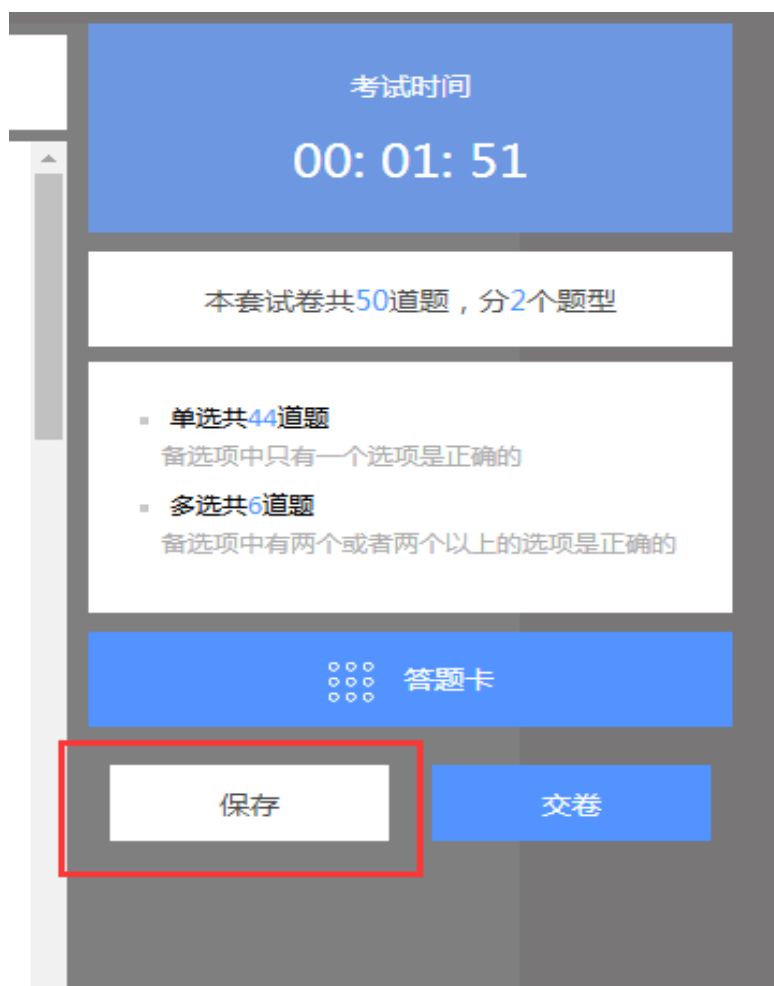 考试时间
00: 01: 51
本套试卷共50道题，分2个题型
单选共44道题
备选项中只有一个选项是正确的
多选共6道题
备选项中有两个或者两个以上的选项是正确的
答题卡
保存
交卷